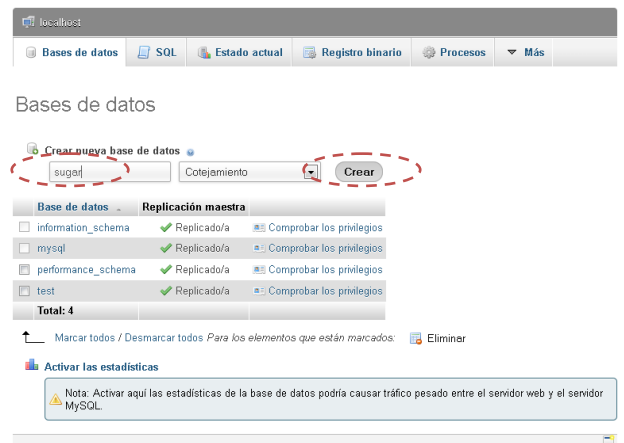 localhost
Bases de datos SQL Estado actual Registro binario Procesos Más
Bases de datos
Crear nueva base de datos
sugar Cotejamiento Crear
Base de datos Replicación maestra
information_schema Replicado/a Comprobar los privilegios
mysql Replicado/a Comprobar los privilegios
performance_schema Replicado/a Comprobar los privilegios
test Replicado/a Comprobar los privilegios
Total: 4
Marcar todos / Desmarcar todos Para los elementos que están marcados: Eliminar
Activar las estadísticas
Nota: Activar aquí las estadísticas de la base de datos podría causar tráfico pesado entre el servidor web y el servidor
MySQL.